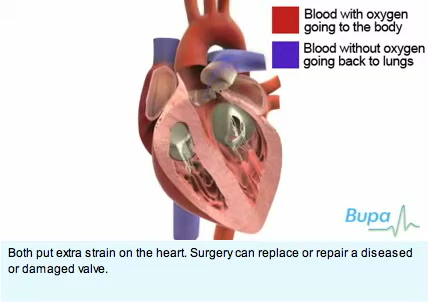 Blood with oxygen
going to the body
Blood without oxygen
going back to lungs
Bupa
Both put extra strain on the heart. Surgery can replace or repair a diseased
or damaged valve.